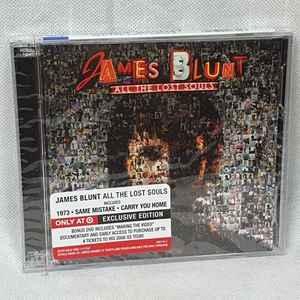 JAMES BLUNT
ALL THE LOST SOULS
JAMES BLUNT ALL THE LOST SOULS
INCLUDES
1973 • SAME MISTAKE • CARRY YOU HOME
ONLY AT EXCLUSIVE EDITION
BONUS DVD INCLUDES "MAKING THE VIDEO"
DOCUMENTARY AND EARLY ACCESS TO PURCHASE UP TO
4 TICKETS TO HIS 2008 US TOUR!